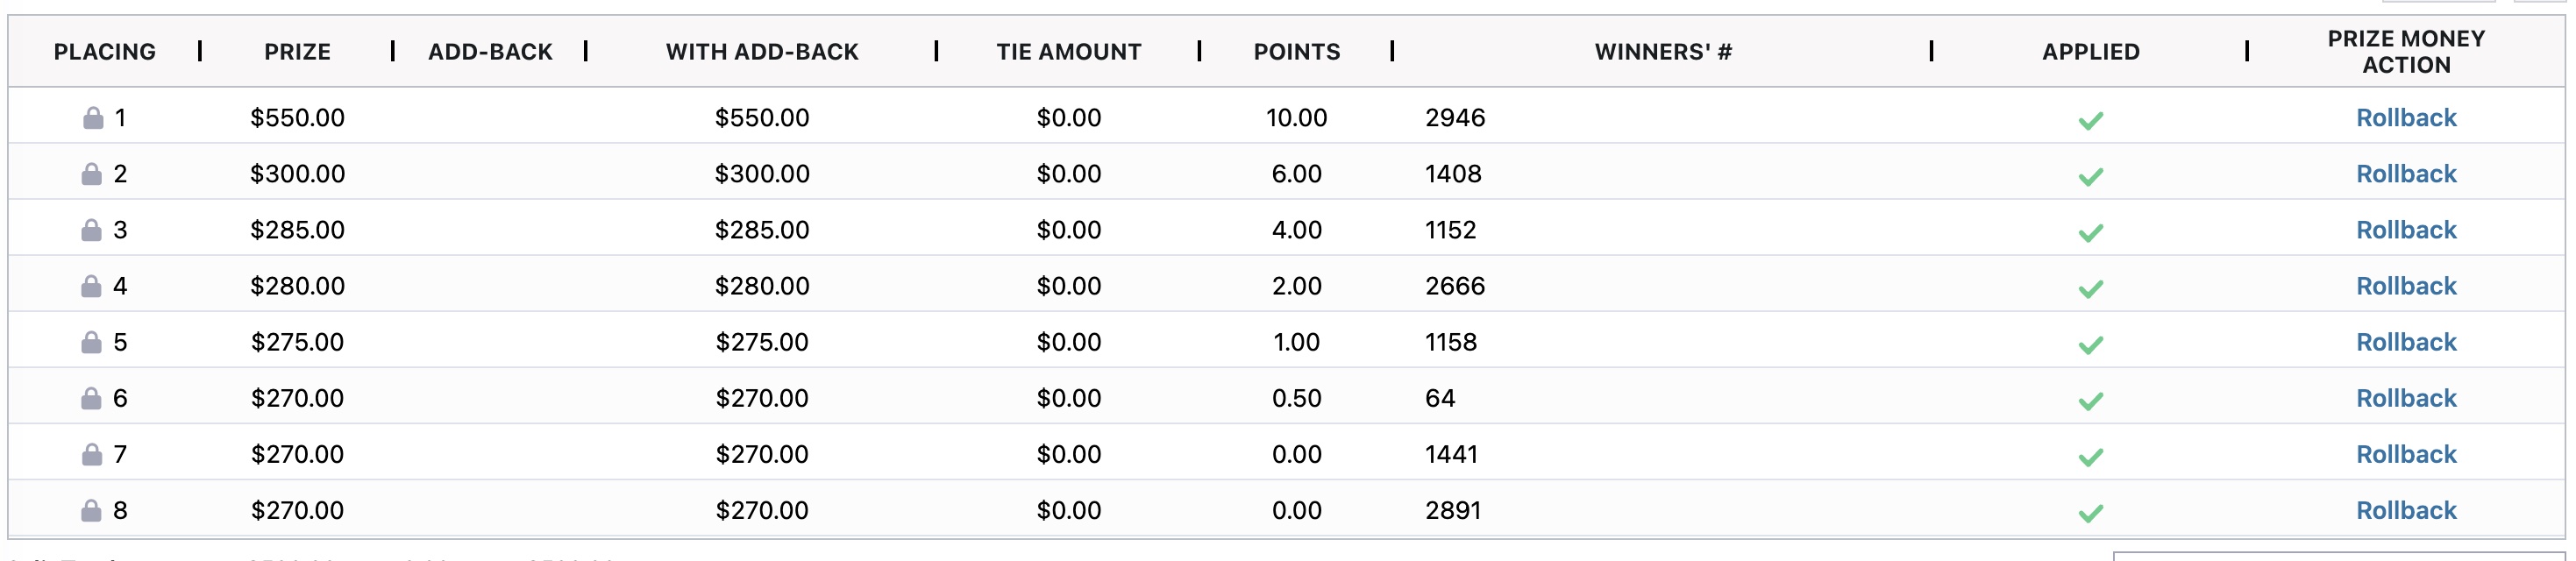 PLACING | PRIZE | ADD-BACK | WITH ADD-BACK | TIE AMOUNT | POINTS | WINNERS' # | APPLIED | PRIZE MONEY ACTION
1 $550.00 $550.00 $0.00 10.00 2946 Rollback
2 $300.00 $300.00 $0.00 6.00 1408 Rollback
3 $285.00 $285.00 $0.00 4.00 1152 Rollback
4 $280.00 $280.00 $0.00 2.00 2666 Rollback
5 $275.00 $275.00 $0.00 1.00 1158 Rollback
6 $270.00 $270.00 $0.00 0.50 64 Rollback
7 $270.00 $270.00 $0.00 0.00 1441 Rollback
8 $270.00 $270.00 $0.00 0.00 2891 Rollback